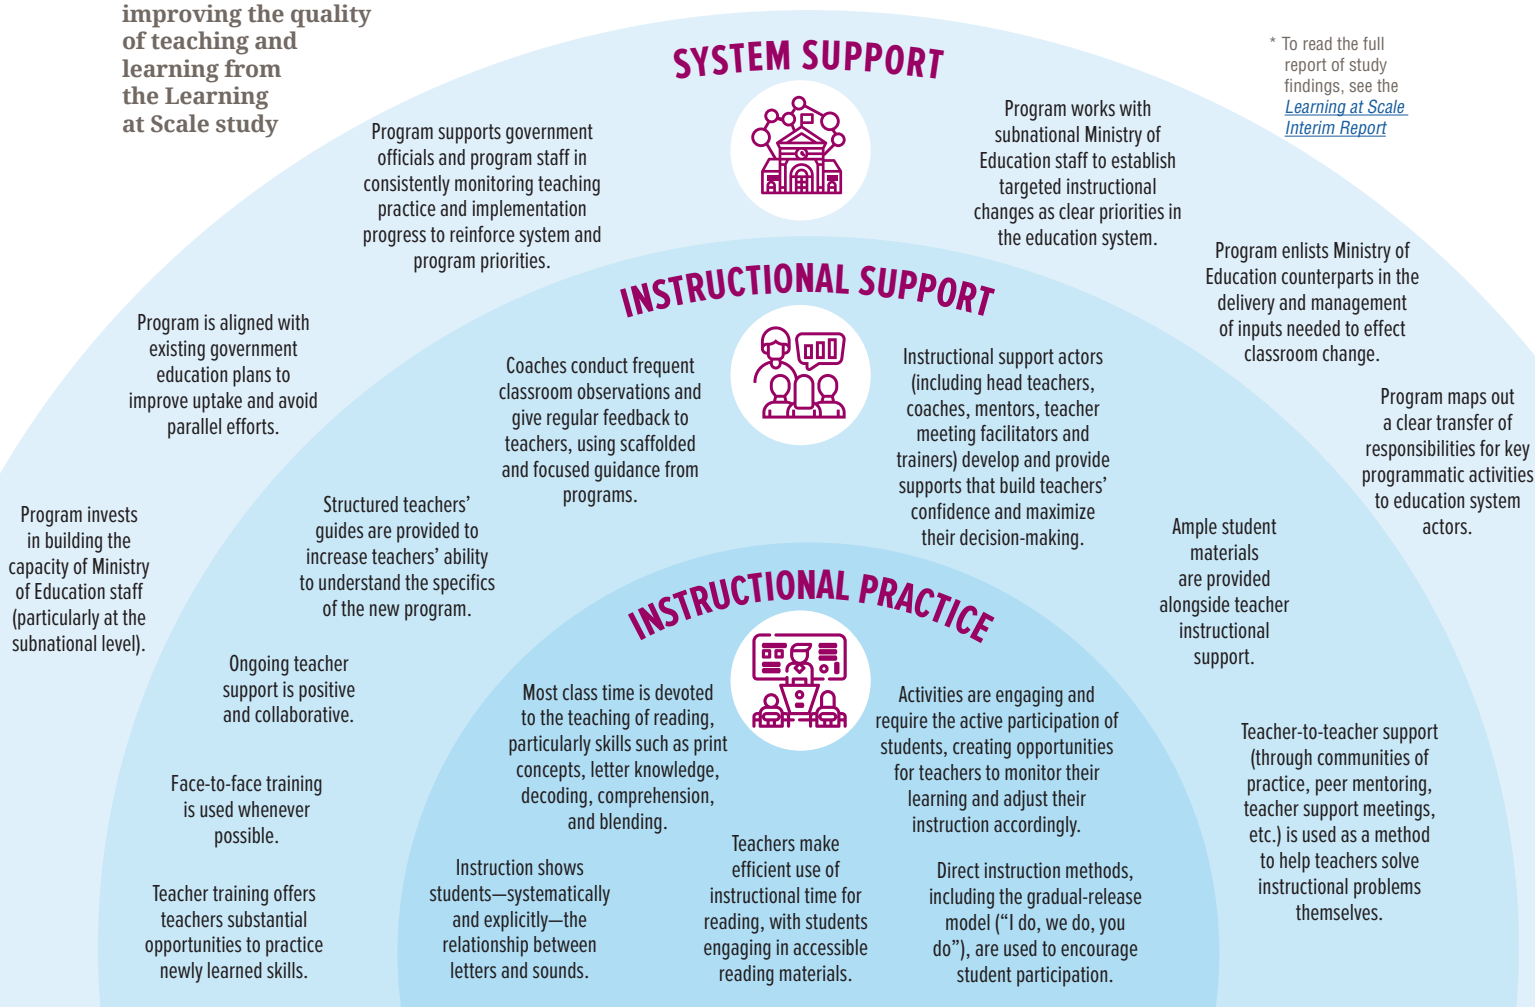 improving the quality
of teaching and
learning from
the Learning
at Scale study
* To read the full
report of study
findings, see the
Learning at Scale
Interim Report
SYSTEM SUPPORT
Program supports government
officials and program staff in
consistently monitoring teaching
practice and implementation
progress to reinforce system and
program priorities.
Program works with
subnational Ministry of
Education staff to establish
targeted instructional
changes as clear priorities in
the education system.
Program is aligned with
existing government
education plans to
improve uptake and avoid
parallel efforts.
Program enlists Ministry of
Education counterparts in the
delivery and management
of inputs needed to effect
classroom change.
Program invests
in building the
capacity of Ministry
of Education staff
(particularly at the
subnational level).
Program maps out
a clear transfer of
responsibilities for key
programmatic activities
to education system
actors.
INSTRUCTIONAL SUPPORT
Coaches conduct frequent
classroom observations and
give regular feedback to
teachers, using scaffolded
and focused guidance from
programs.
Instructional support actors
(including head teachers,
coaches, mentors, teacher
meeting facilitators and
trainers) develop and provide
supports that build teachers’
confidence and maximize
their decision-making.
Structured teachers’
guides are provided to
increase teachers’ ability
to understand the specifics
of the new program.
Ample student
materials
are provided
alongside teacher
instructional
support.
Ongoing teacher
support is positive
and collaborative.
Face-to-face training
is used whenever
possible.
Teacher training offers
teachers substantial
opportunities to practice
newly learned skills.
Teacher-to-teacher support
(through communities of
practice, peer mentoring,
teacher support meetings,
etc.) is used as a method
to help teachers solve
instructional problems
themselves.
INSTRUCTIONAL PRACTICE
Most class time is devoted
to the teaching of reading,
particularly skills such as print
concepts, letter knowledge,
decoding, comprehension,
and blending.
Activities are engaging and
require the active participation of
students, creating opportunities
for teachers to monitor their
learning and adjust their
instruction accordingly.
Instruction shows
students—systematically
and explicitly—the
relationship between
letters and sounds.
Teachers make
efficient use of
instructional time for
reading, with students
engaging in accessible
reading materials.
Direct instruction methods,
including the gradual-release
model (“I do, we do, you
do”), are used to encourage
student participation.